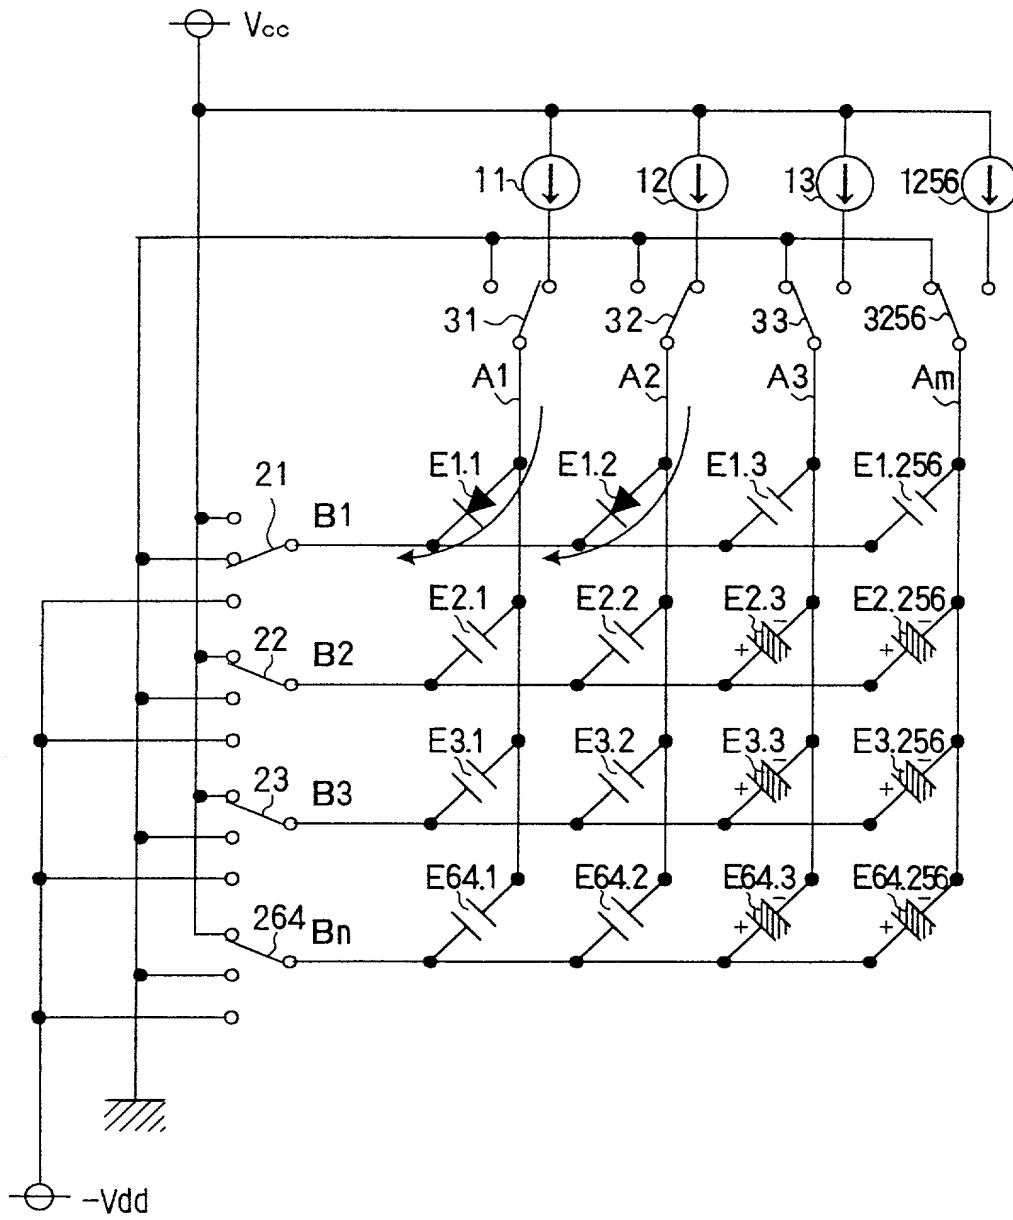 Vcc
11 12 13 1256
31 32 33 3256
A1 A2 A3 Am
E1.1 E1.2 E1.3 E1.256
21 B1
E2.1 E2.2 E2.3 E2.256
22 B2
+ - + -
E3.1 E3.2 E3.3 E3.256
23 B3
+ - + -
E64.1 E64.2 E64.3 E64.256
264 Bn
+ - + -
-Vdd